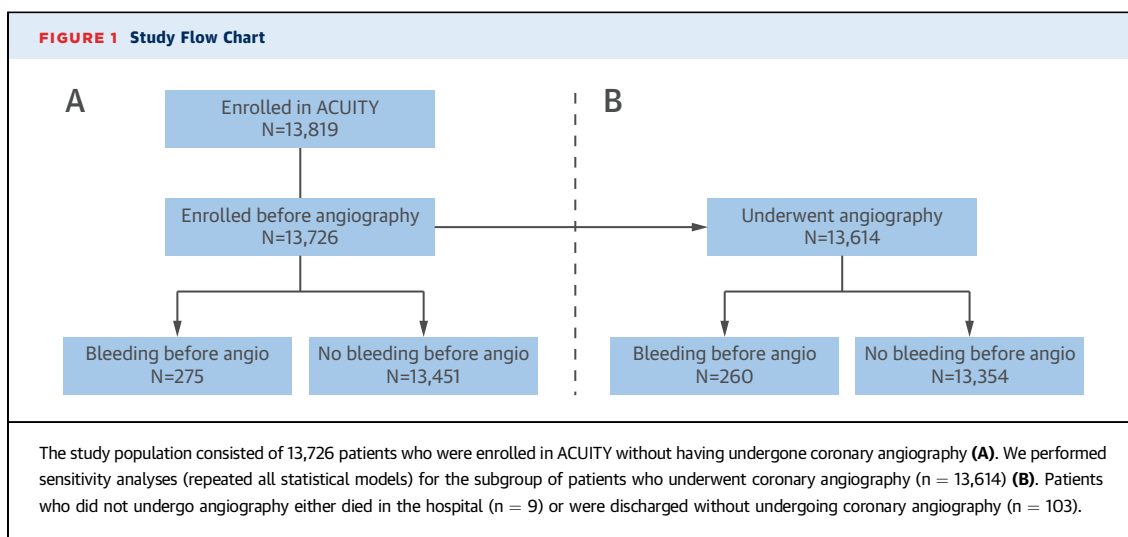 FIGURE 1 Study Flow Chart
A
B
Enrolled in ACUITY
N=13,819
Enrolled before angiography
N=13,726
Underwent angiography
N=13,614
Bleeding before angio
N=275
No bleeding before angio
N=13,451
Bleeding before angio
N=260
No bleeding before angio
N=13,354
The study population consisted of 13,726 patients who were enrolled in ACUITY without having undergone coronary angiography (A). We performed
sensitivity analyses (repeated all statistical models) for the subgroup of patients who underwent coronary angiography (n = 13,614) (B). Patients
who did not undergo angiography either died in the hospital (n = 9) or were discharged without undergoing coronary angiography (n = 103).